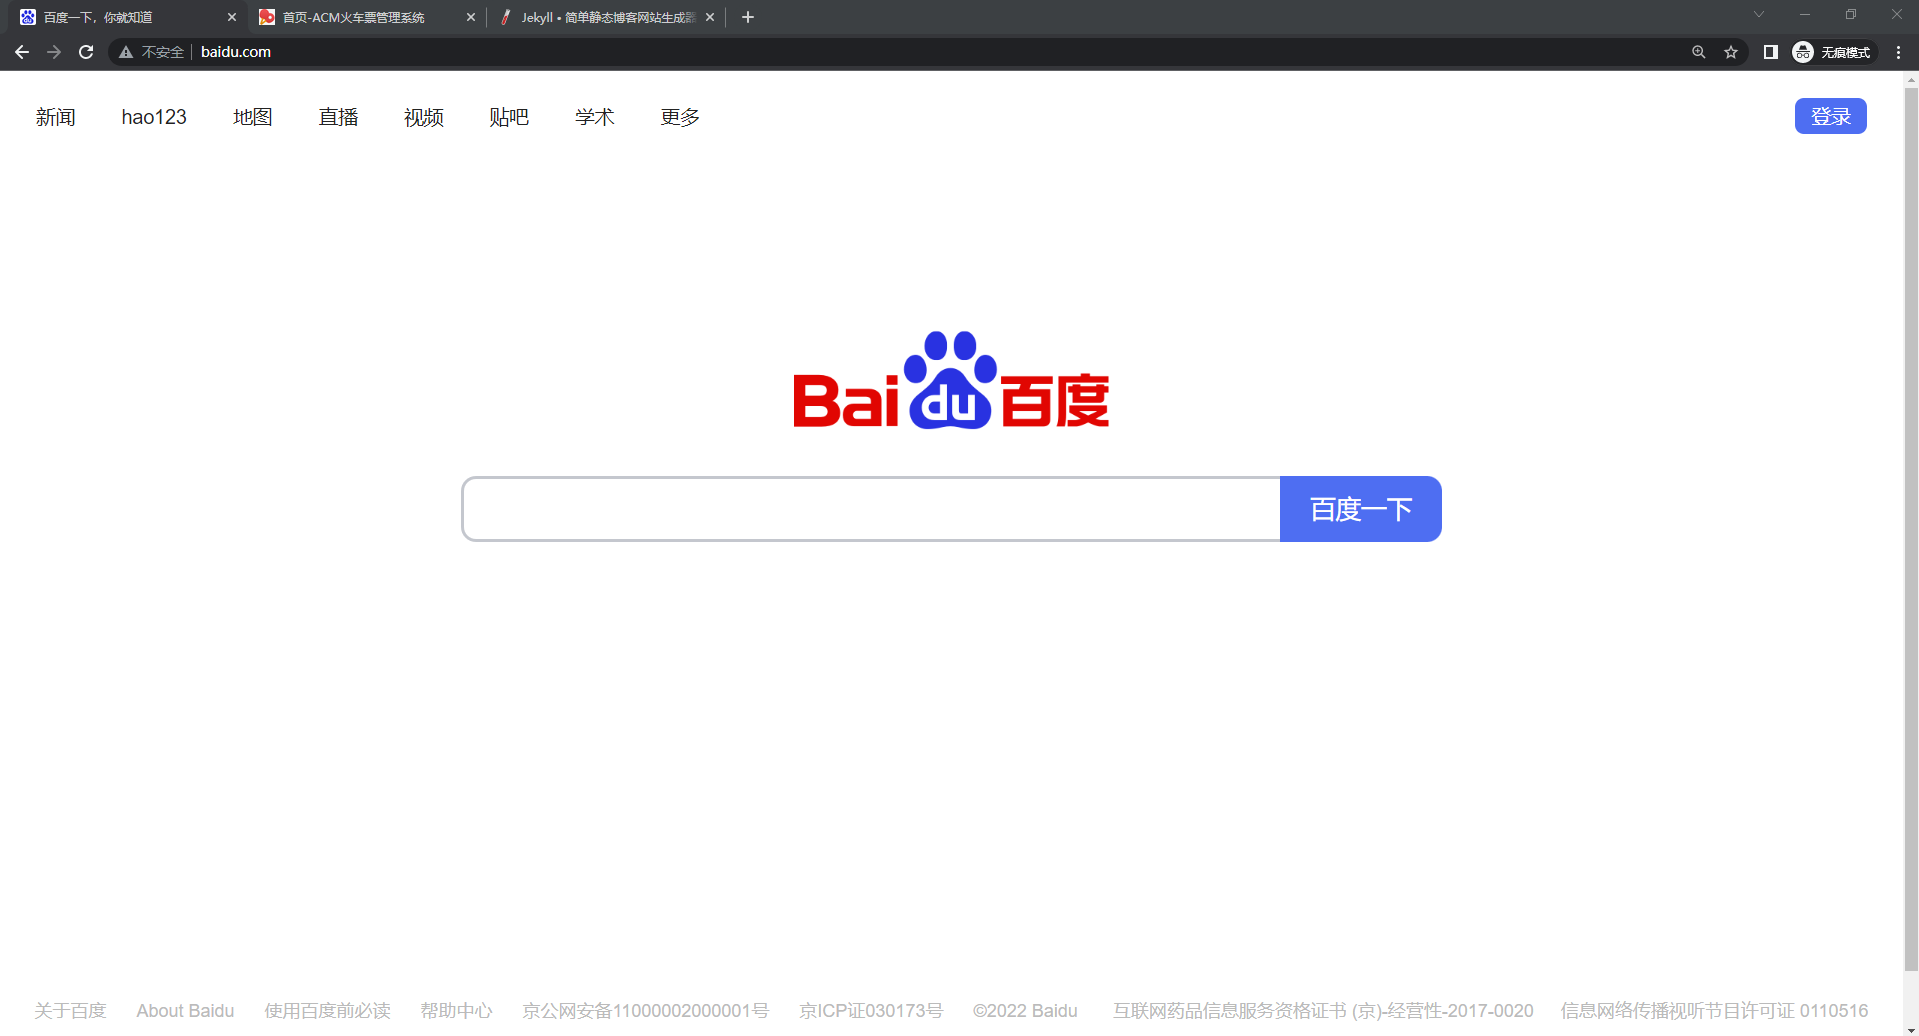 百度一下，你就知道
首页-ACM火车票管理系统
Jekyll • 简单静态博客网站生成器
不安全 baidu.com
无痕模式
新闻 hao123 地图 直播 视频 贴吧 学术 更多
登录
Bai du 百度
百度一下
关于百度 About Baidu 使用百度前必读 帮助中心 京公网安备11000002000001号 京ICP证030173号 ©2022 Baidu 互联网药品信息服务资格证书 (京)-经营性-2017-0020 信息网络传播视听节目许可证 0110516